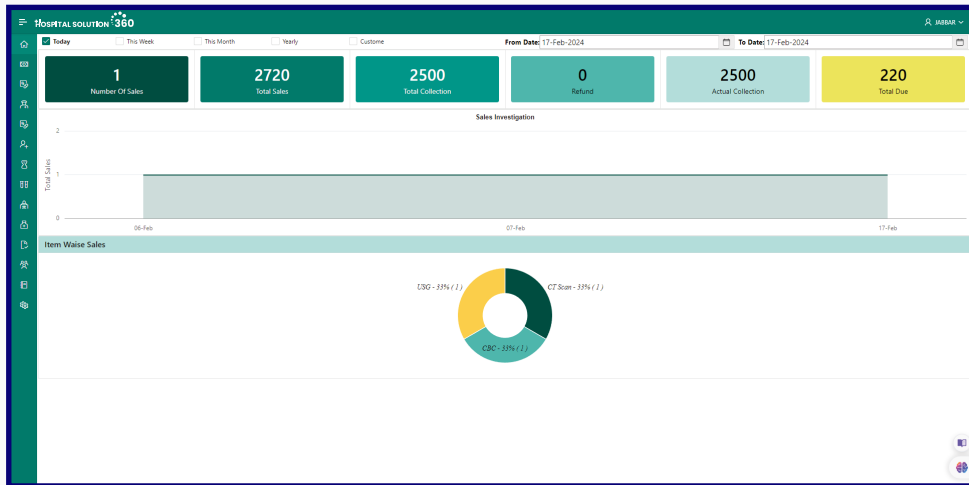 HOSPITAL SOLUTION 360
JABBAR
Today This Week This Month Yearly Custome From Date: 17-Feb-2024 To Date: 17-Feb-2024
1 2720 2500 0 2500 220
Number Of Sales Total Sales Total Collection Refund Actual Collection Total Due
Sales Investigation
2
1
0
Total Sales
06-Feb 07-Feb 17-Feb
Item Waise Sales
USG - 33% ( 1 ) CT Scan - 33% ( 1 )
CBC - 33% ( 1 )